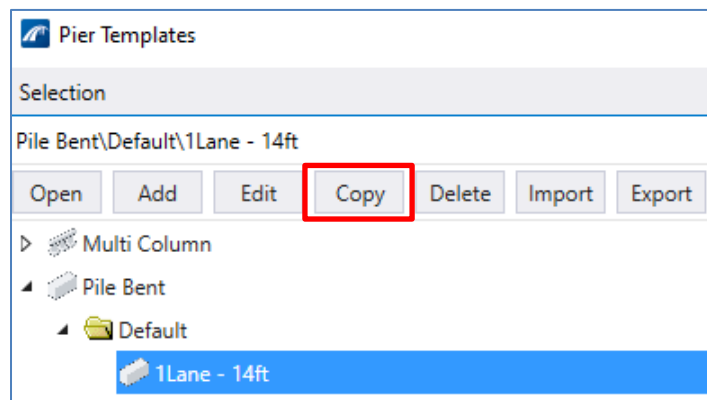 Pier Templates
Selection
Pile Bent\Default\1Lane - 14ft
Open Add Edit Copy Delete Import Export
Multi Column
Pile Bent
Default
1Lane - 14ft